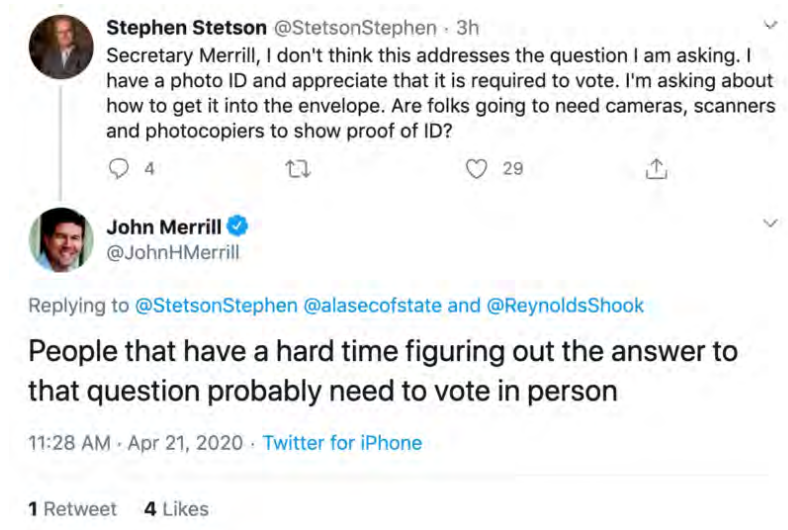 Stephen Stetson @StetsonStephen · 3h
Secretary Merrill, I don't think this addresses the question I am asking. I
have a photo ID and appreciate that it is required to vote. I'm asking about
how to get it into the envelope. Are folks going to need cameras, scanners
and photocopiers to show proof of ID?
4 29
John Merrill
@JohnHMerrill
Replying to @StetsonStephen @alasecofstate and @ReynoldsShook
People that have a hard time figuring out the answer to
that question probably need to vote in person
11:28 AM · Apr 21, 2020 · Twitter for iPhone
1 Retweet 4 Likes